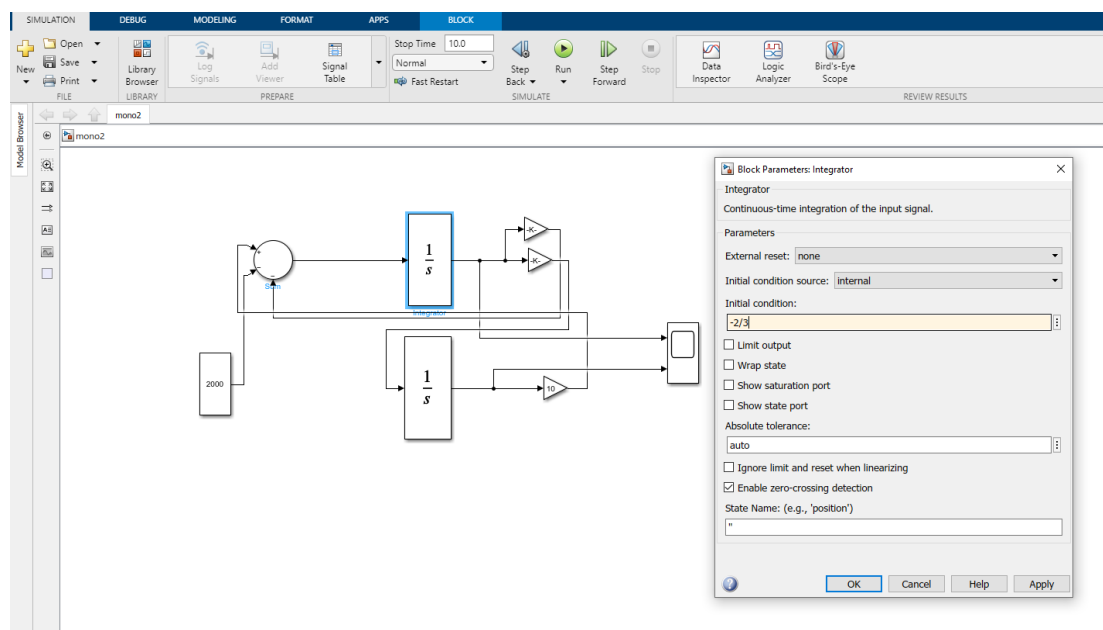 SIMULATION DEBUG MODELING FORMAT APPS BLOCK
New
Open
Save
Print
FILE
Library
Browser
LIBRARY
Log
Signals
Add
Viewer
Signal
Table
PREPARE
Stop Time 10.0
Normal
Fast Restart
Step
Back
Run
Step
Forward
Stop
SIMULATE
Data
Inspector
Logic
Analyzer
Bird's-Eye
Scope
REVIEW RESULTS
Model Browser
mono2
mono2
+
−
−
Sum
1
s
Integrator
-K-
-K-
2000
1
s
10
Block Parameters: Integrator
Integrator
Continuous-time integration of the input signal.
Parameters
External reset: none
Initial condition source: internal
Initial condition:
-2/3
Limit output
Wrap state
Show saturation port
Show state port
Absolute tolerance:
auto
Ignore limit and reset when linearizing
Enable zero-crossing detection
State Name: (e.g., 'position')
''
OK Cancel Help Apply